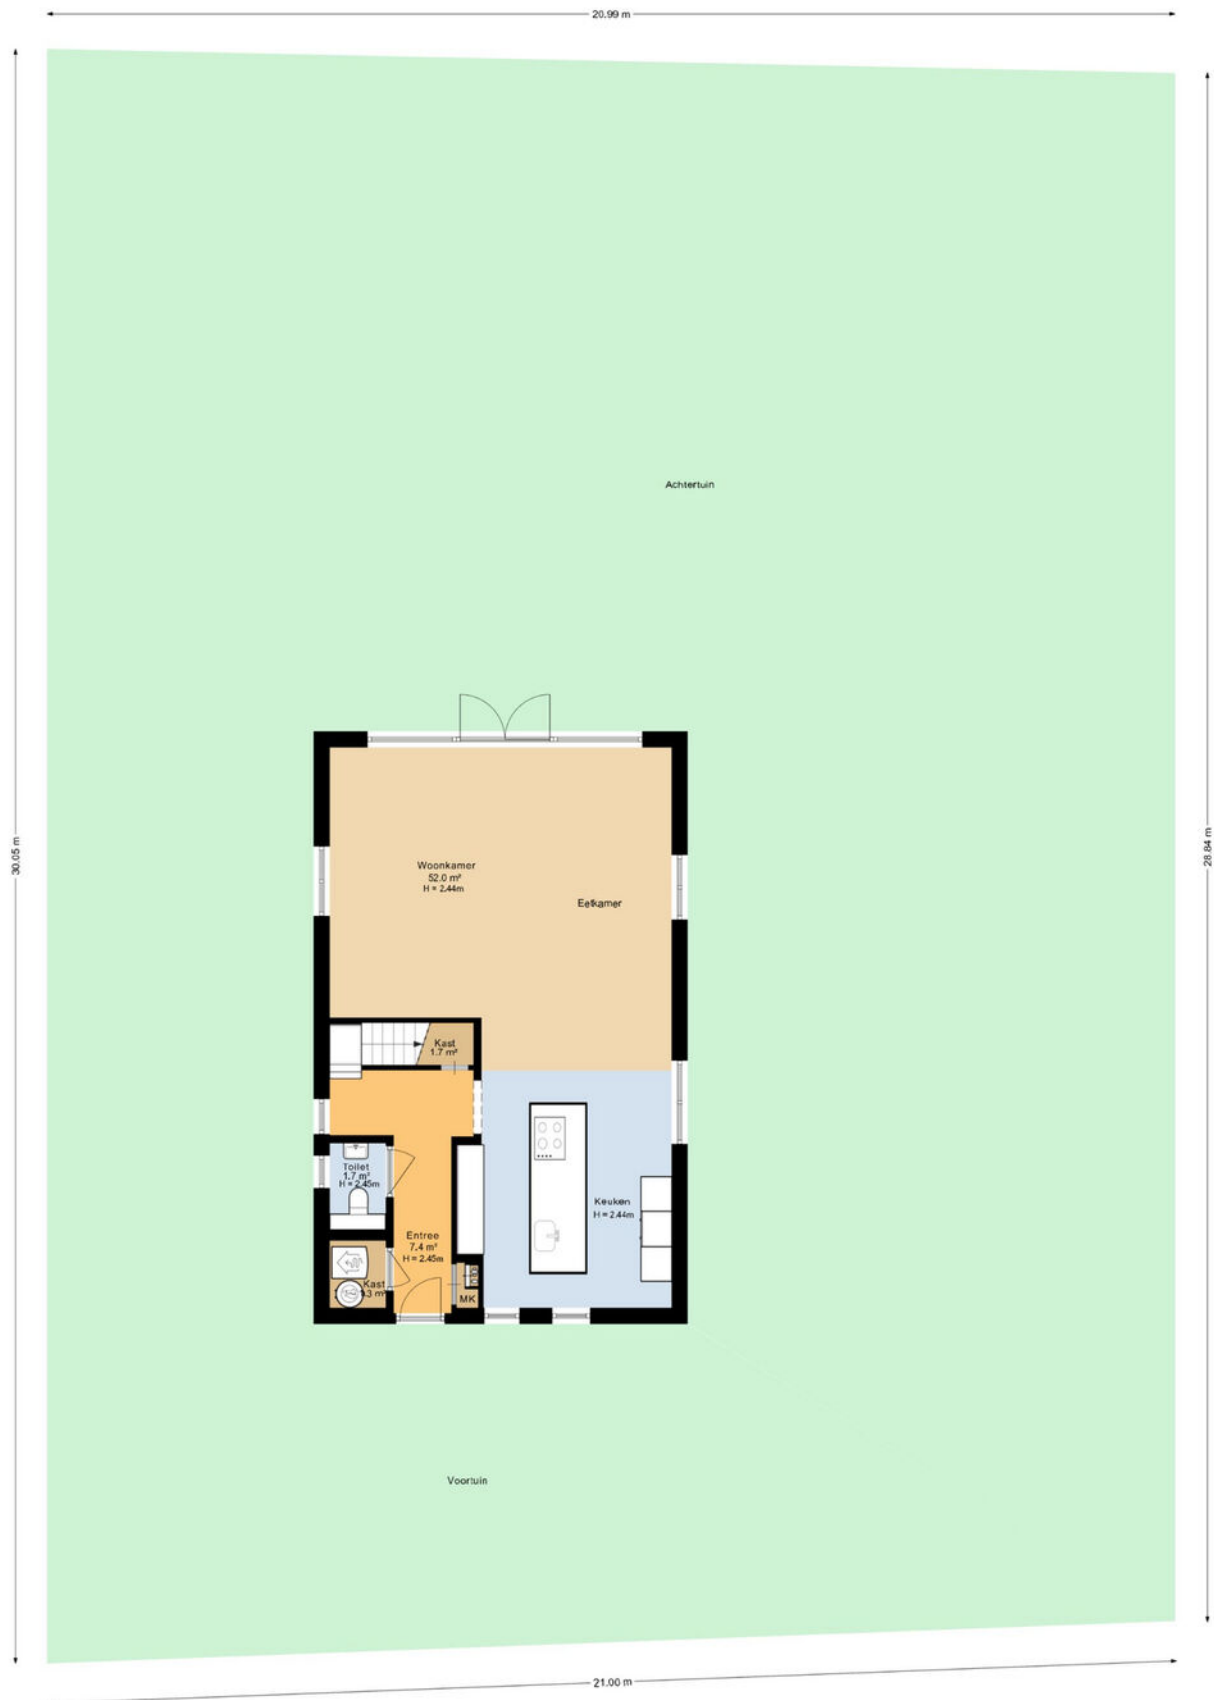 20.99 m
Achtertuin
30.05 m
28.84 m
Woonkamer
52.0 m²
H = 2.44m
Eetkamer
Kast
1.7 m²
Toilet
1.7 m²
H = 2.45m
Keuken
H = 2.44m
Entree
7.4 m²
H = 2.45m
Kast
MK
Voortuin
21.00 m